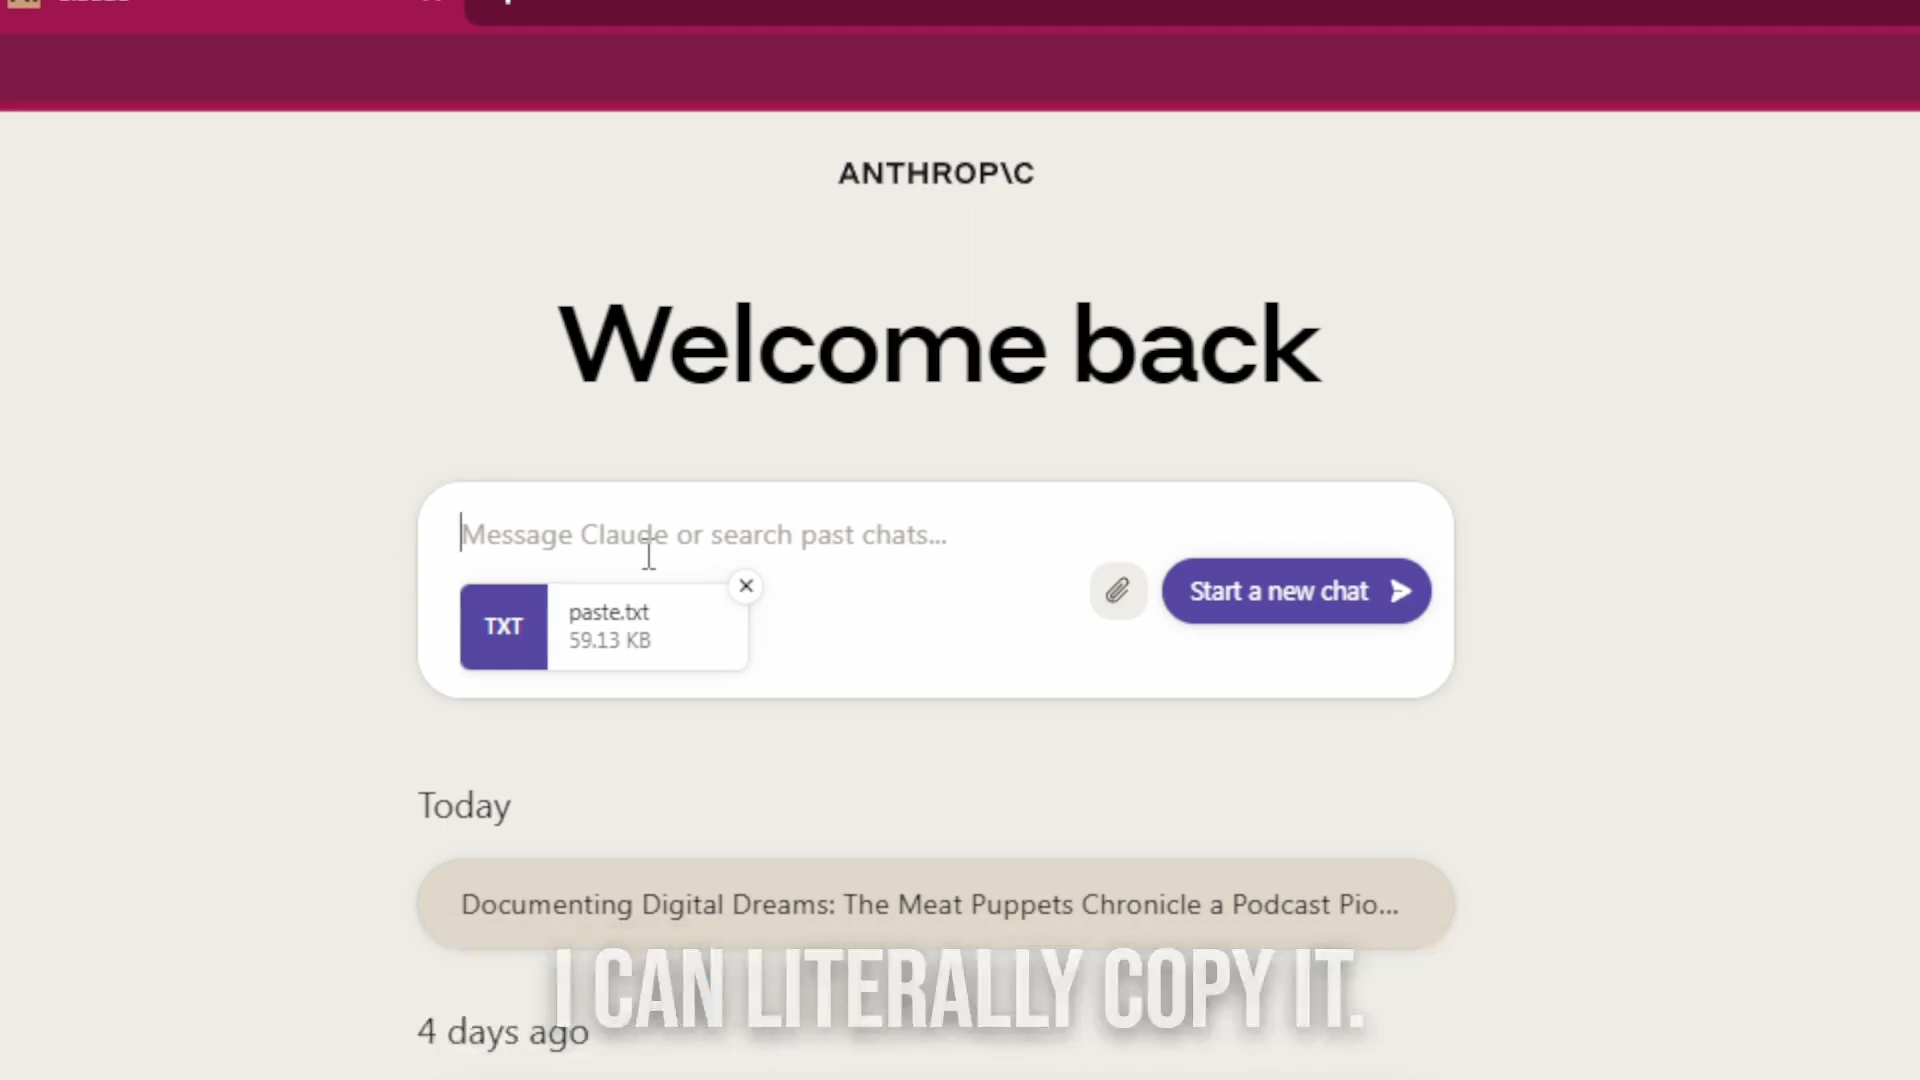 ANTHROP\C
Welcome back
Message Claude or search past chats...
Start a new chat
TXT
paste.txt
59.13 KB
Today
Documenting Digital Dreams: The Meat Puppets Chronicle a Podcast Pio...
I CAN LITERALLY COPY IT.
4 days ago